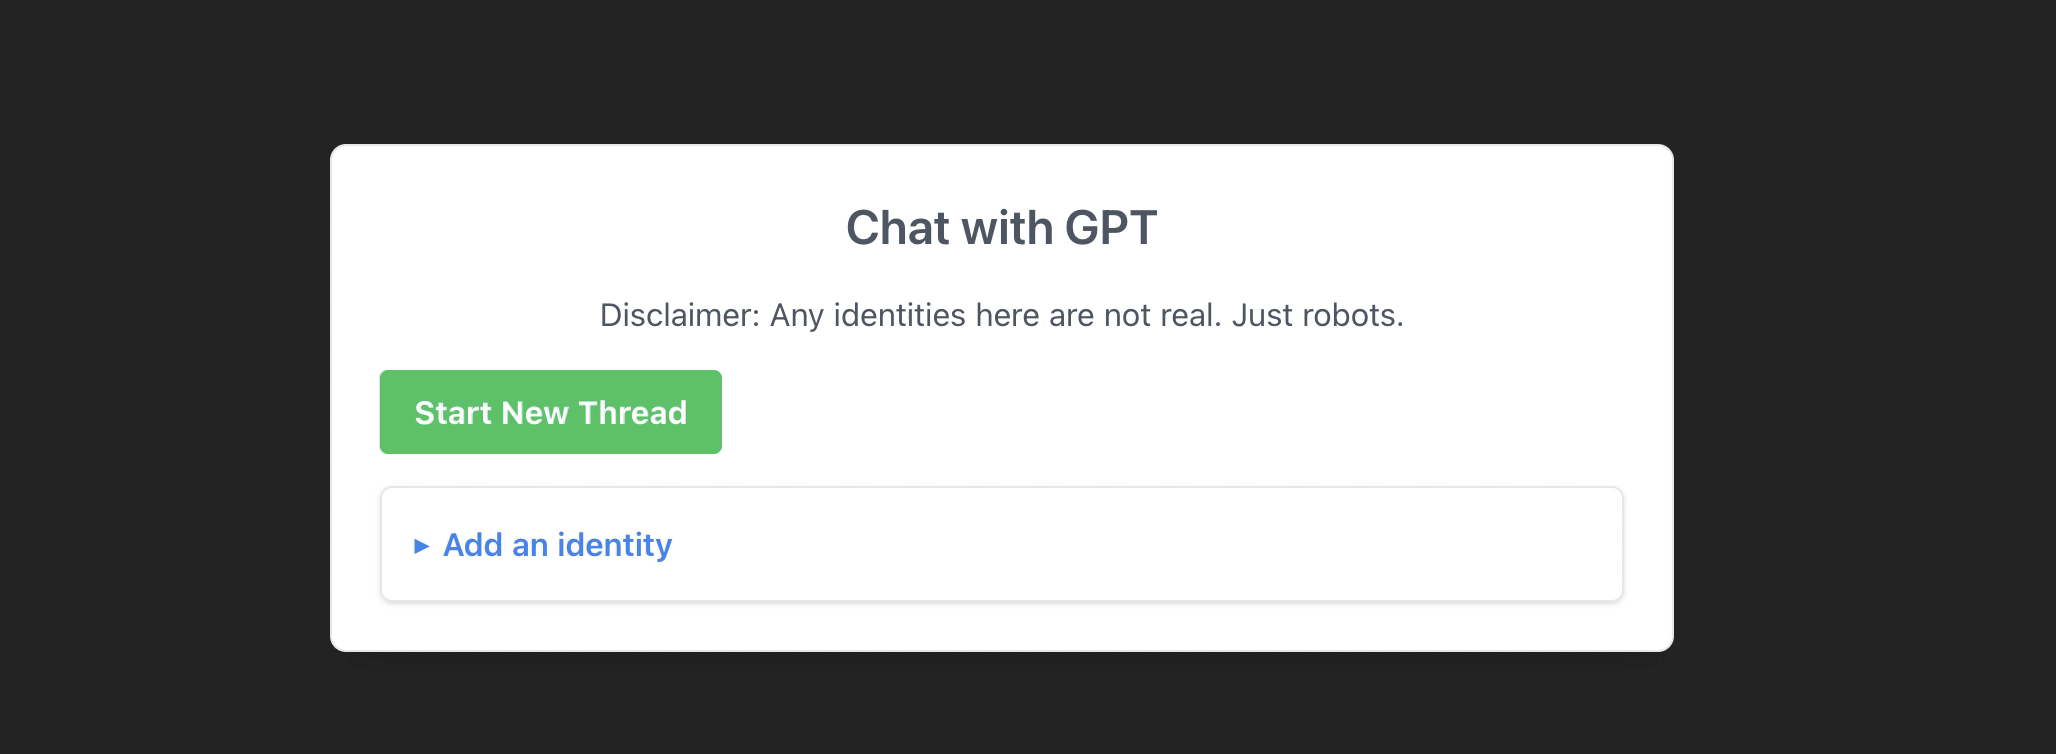 Chat with GPT
Disclaimer: Any identities here are not real. Just robots.
Start New Thread
▸ Add an identity